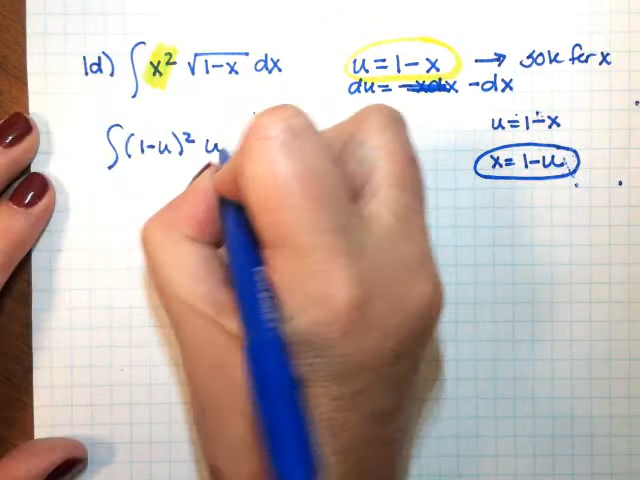 1d) ∫ x² √1-x dx
u = 1 - x → solve for x
du = -dx
u = 1 - x
x = 1 - u
∫ (1-u)² u